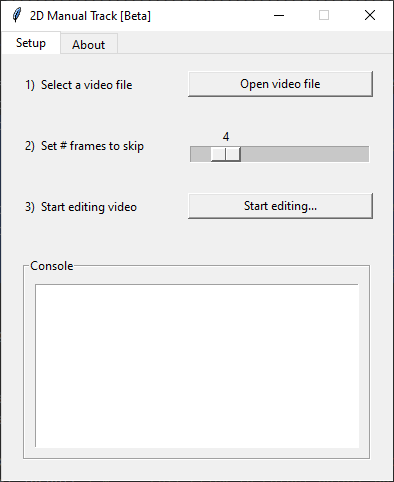 2D Manual Track [Beta]
Setup About
1) Select a video file Open video file
4
2) Set # frames to skip
3) Start editing video Start editing...
Console